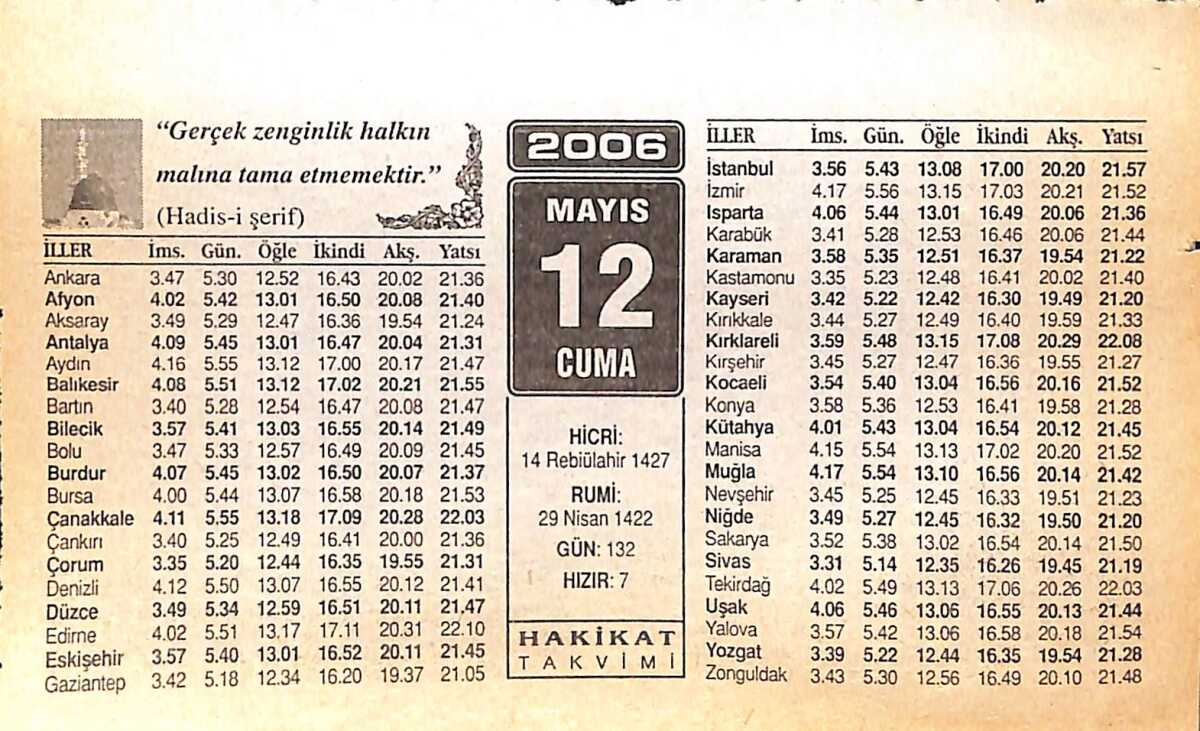 “Gerçek zenginlik halkın
malına tama etmemektir.”
(Hadis-i şerif)
İLLER İms. Gün. Öğle İkindi Akş. Yatsı
Ankara 3.47 5.30 12.52 16.43 20.02 21.36
Afyon 4.02 5.42 13.01 16.50 20.08 21.40
Aksaray 3.49 5.29 12.47 16.36 19.54 21.24
Antalya 4.09 5.45 13.01 16.47 20.04 21.31
Aydın 4.16 5.55 13.12 17.00 20.17 21.47
Balıkesir 4.08 5.51 13.12 17.02 20.21 21.55
Bartın 3.40 5.28 12.54 16.47 20.08 21.47
Bilecik 3.57 5.41 13.03 16.55 20.14 21.49
Bolu 3.47 5.33 12.57 16.49 20.09 21.45
Burdur 4.07 5.45 13.02 16.50 20.07 21.37
Bursa 4.00 5.44 13.07 16.58 20.18 21.53
Çanakkale 4.11 5.55 13.18 17.09 20.28 22.03
Çankırı 3.40 5.25 12.49 16.41 20.00 21.36
Çorum 3.35 5.20 12.44 16.35 19.55 21.31
Denizli 4.12 5.50 13.07 16.55 20.12 21.41
Düzce 3.49 5.34 12.59 16.51 20.11 21.47
Edirne 4.02 5.51 13.17 17.11 20.31 22.10
Eskişehir 3.57 5.40 13.01 16.52 20.11 21.45
Gaziantep 3.42 5.18 12.34 16.20 19.37 21.05
2006
MAYIS
12
CUMA
HİCRİ:
14 Rebiülahir 1427
RUMİ:
29 Nisan 1422
GÜN: 132
HIZIR: 7
HAKİKAT
TAKVİMİ
İLLER İms. Gün. Öğle İkindi Akş. Yatsı
İstanbul 3.56 5.43 13.08 17.00 20.20 21.57
İzmir 4.17 5.56 13.15 17.03 20.21 21.52
Isparta 4.06 5.44 13.01 16.49 20.06 21.36
Karabük 3.41 5.28 12.53 16.46 20.06 21.44
Karaman 3.58 5.35 12.51 16.37 19.54 21.22
Kastamonu 3.35 5.23 12.48 16.41 20.02 21.40
Kayseri 3.42 5.22 12.42 16.30 19.49 21.20
Kırıkkale 3.44 5.27 12.49 16.40 19.59 21.33
Kırklareli 3.59 5.48 13.15 17.08 20.29 22.08
Kırşehir 3.45 5.27 12.47 16.36 19.55 21.27
Kocaeli 3.54 5.40 13.04 16.56 20.16 21.52
Konya 3.58 5.36 12.53 16.41 19.58 21.28
Kütahya 4.01 5.43 13.04 16.54 20.12 21.45
Manisa 4.15 5.54 13.13 17.02 20.20 21.52
Muğla 4.17 5.54 13.10 16.56 20.14 21.42
Nevşehir 3.45 5.25 12.45 16.33 19.51 21.23
Niğde 3.49 5.27 12.45 16.32 19.50 21.20
Sakarya 3.52 5.38 13.02 16.54 20.14 21.50
Sivas 3.31 5.14 12.35 16.26 19.45 21.19
Tekirdağ 4.02 5.49 13.13 17.06 20.26 22.03
Uşak 4.06 5.46 13.06 16.55 20.13 21.44
Yalova 3.57 5.42 13.06 16.58 20.18 21.54
Yozgat 3.39 5.22 12.44 16.35 19.54 21.28
Zonguldak 3.43 5.30 12.56 16.49 20.10 21.48